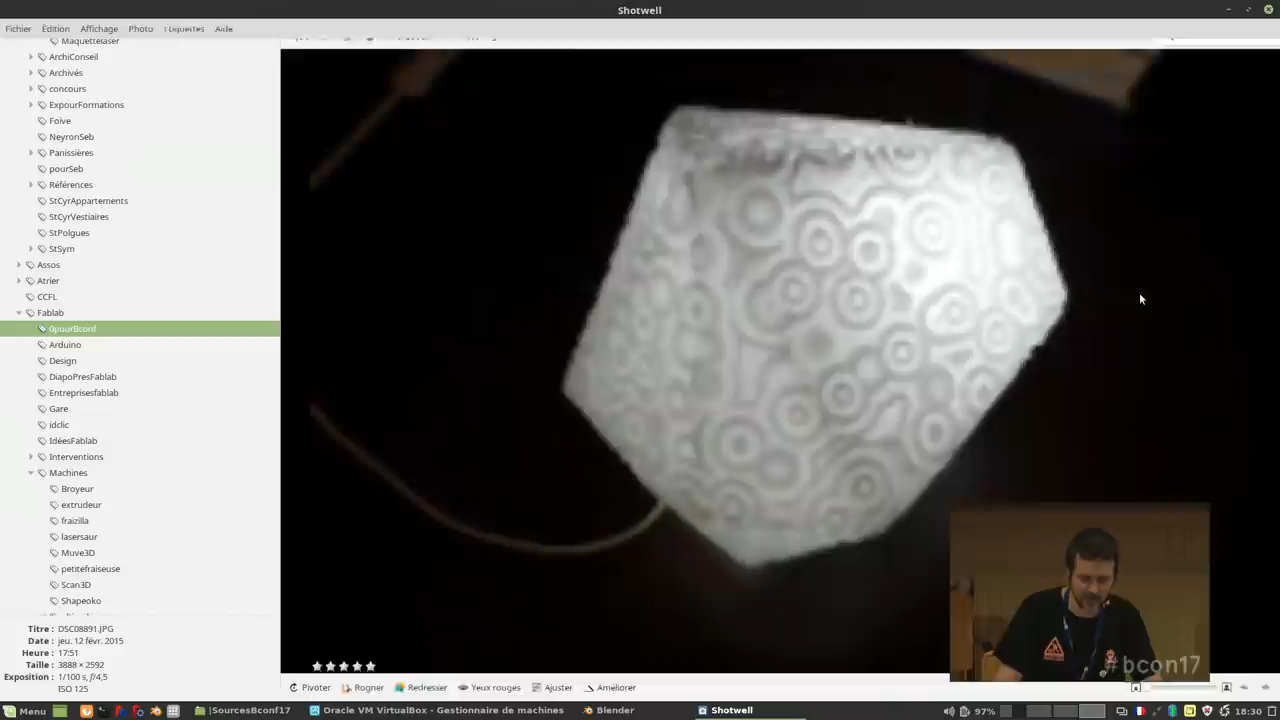 Shotwell
Fichier Édition Affichage Photo Étiquettes Aide
Maquettelaser
ArchiConseil
Archivés
concours
ExpourFormations
Foive
NeyronSeb
Panissières
pourSeb
Références
StCyrAppartements
StCyrVestiaires
StPolgues
StSym
Assos
Atrier
CCFL
Fablab
0pourBconf
Arduino
Design
DiapoPresFablab
Entreprisesfablab
Gare
idclic
IdéesFablab
Interventions
Machines
Broyeur
extrudeur
fraizilla
lasersaur
Muve3D
petitefraiseuse
Scan3D
Shapeoko
Titre : DSC08891.JPG
Date : jeu. 12 févr. 2015
Heure : 17:51
Taille : 3888 × 2592
Exposition : 1/100 s, f/4,5
ISO 125
#bcon17
Pivoter Rogner Redresser Yeux rouges Ajuster Améliorer
Menu |SourcesBconf17 Oracle VM VirtualBox - Gestionnaire de machines Blender Shotwell 97% 18:30